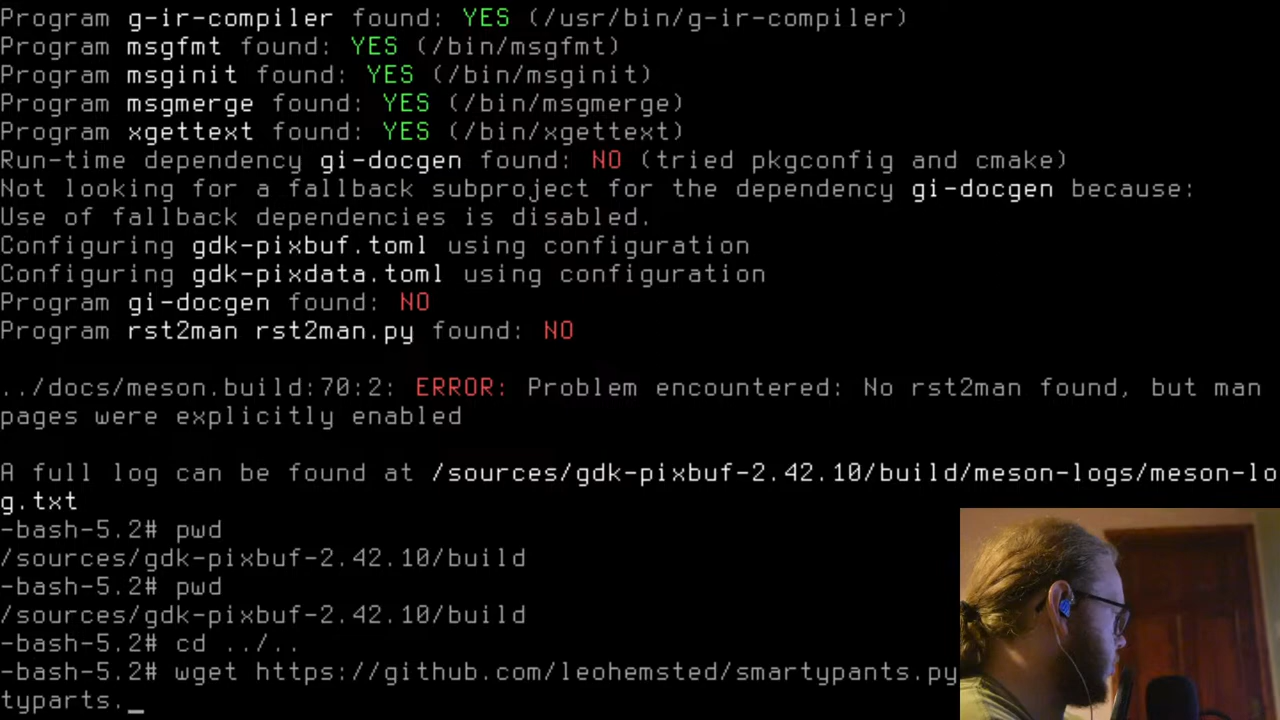 Program g-ir-compiler found: YES (/usr/bin/g-ir-compiler)
Program msgfmt found: YES (/bin/msgfmt)
Program msginit found: YES (/bin/msginit)
Program msgmerge found: YES (/bin/msgmerge)
Program xgettext found: YES (/bin/xgettext)
Run-time dependency gi-docgen found: NO (tried pkgconfig and cmake)
Not looking for a fallback subproject for the dependency gi-docgen because:
Use of fallback dependencies is disabled.
Configuring gdk-pixbuf.toml using configuration
Configuring gdk-pixdata.toml using configuration
Program gi-docgen found: NO
Program rst2man rst2man.py found: NO
../docs/meson.build:70:2: ERROR: Problem encountered: No rst2man found, but man
pages were explicitly enabled
A full log can be found at /sources/gdk-pixbuf-2.42.10/build/meson-logs/meson-lo
g.txt
-bash-5.2# pwd
/sources/gdk-pixbuf-2.42.10/build
-bash-5.2# pwd
/sources/gdk-pixbuf-2.42.10/build
-bash-5.2# cd ../..
-bash-5.2# wget https://github.com/leohemsted/smartypants.py
typarts._